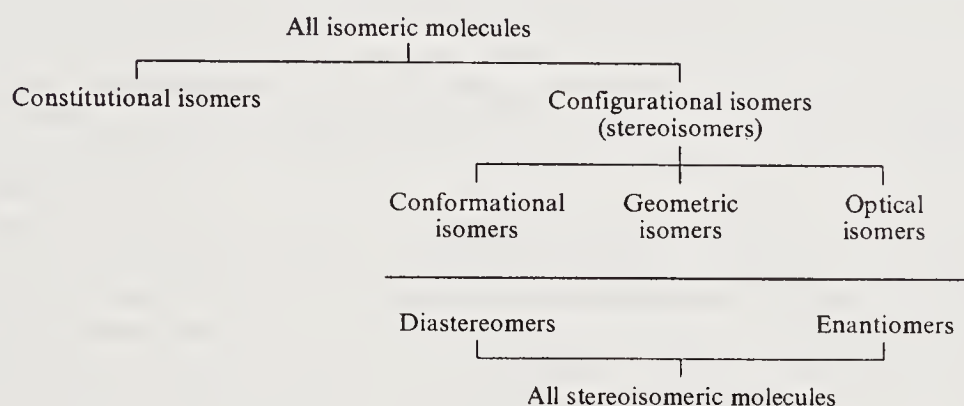 All isomeric molecules
Constitutional isomers
Configurational isomers
(stereoisomers)
Conformational
isomers
Geometric
isomers
Optical
isomers
Diastereomers
Enantiomers
All stereoisomeric molecules